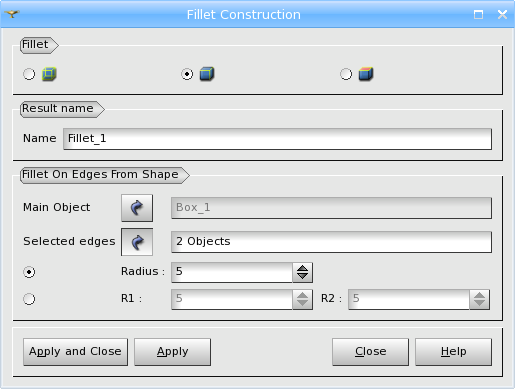 Fillet Construction
Fillet
Result name
Name Fillet_1
Fillet On Edges From Shape
Main Object Box_1
Selected edges 2 Objects
Radius : 5
R1 : 5 R2 : 5
Apply and Close Apply Close Help